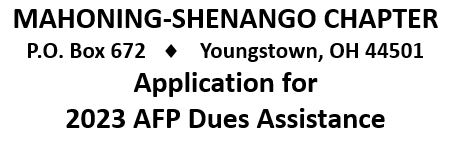 MAHONING-SHENANGO CHAPTER
P.O. Box 672 ♦ Youngstown, OH 44501
Application for
2023 AFP Dues Assistance